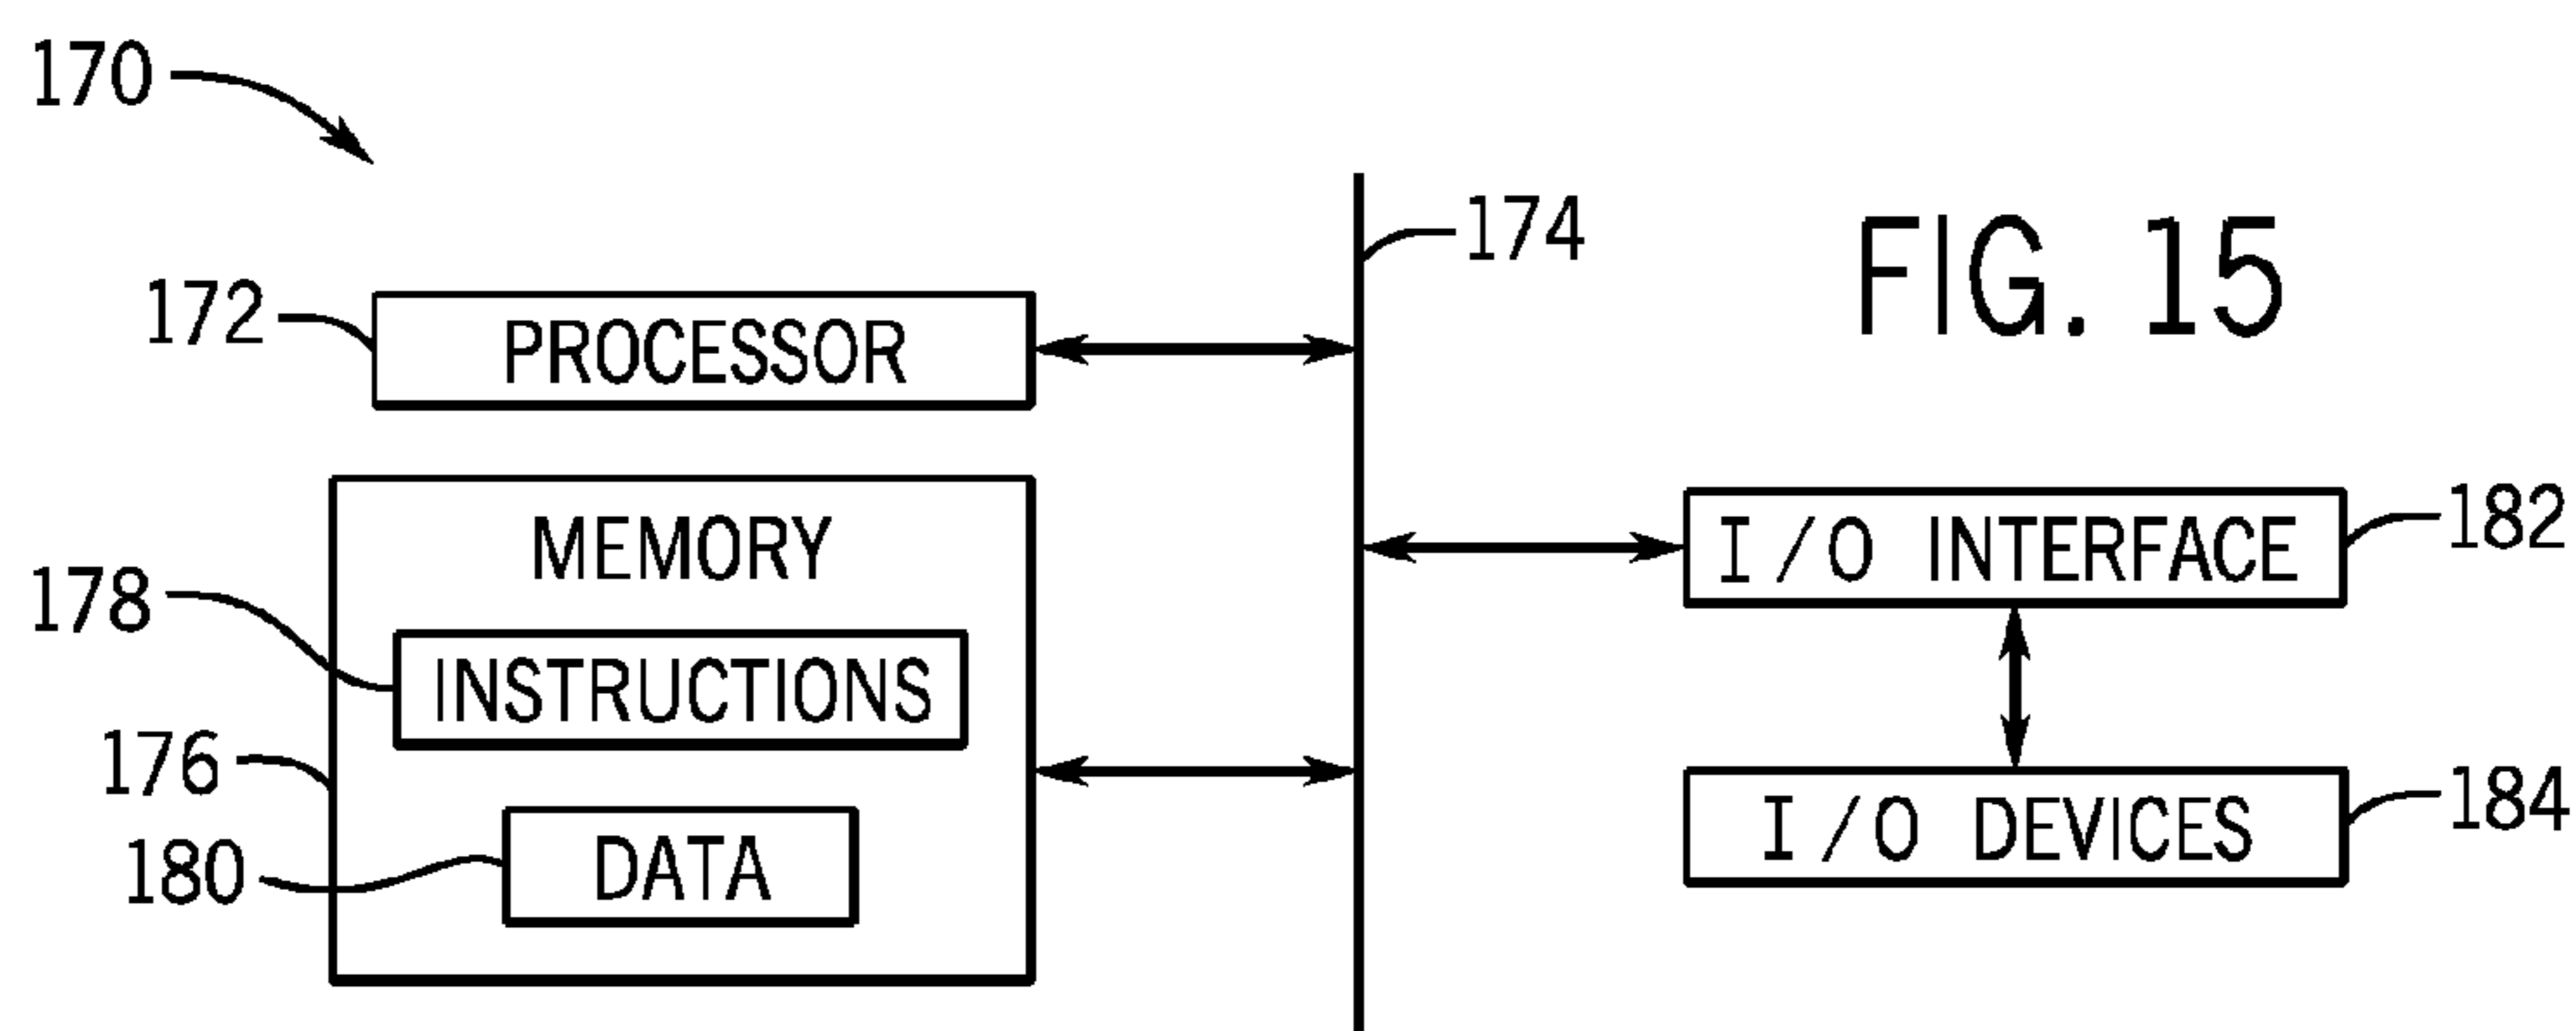 170
174
FIG. 15
172
PROCESSOR
MEMORY
I/O INTERFACE
182
178
INSTRUCTIONS
176
I/O DEVICES
184
180
DATA